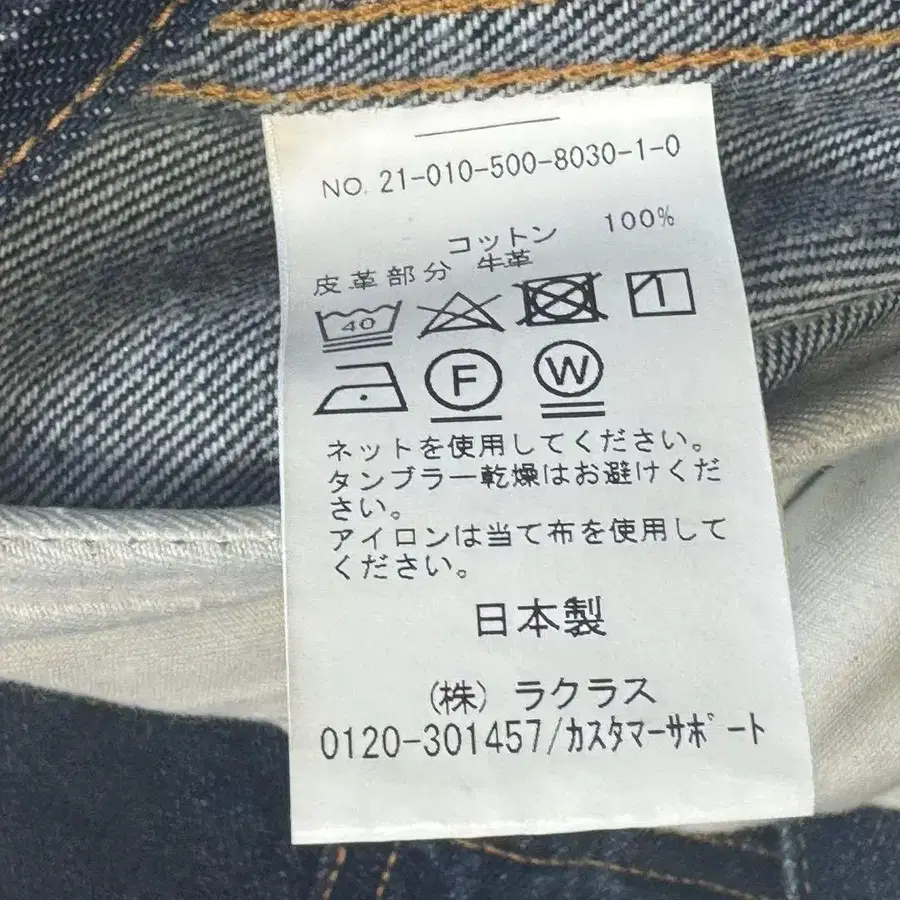 NO. 21-010-500-8030-1-0
コットン 100%
皮革部分 牛革
40
F W
ネットを使用してください。
タンブラー乾燥はお避けくだ
さい。
アイロンは当て布を使用して
ください。
日本製
(株) ラクラス
0120-301457/カスタマーサポート